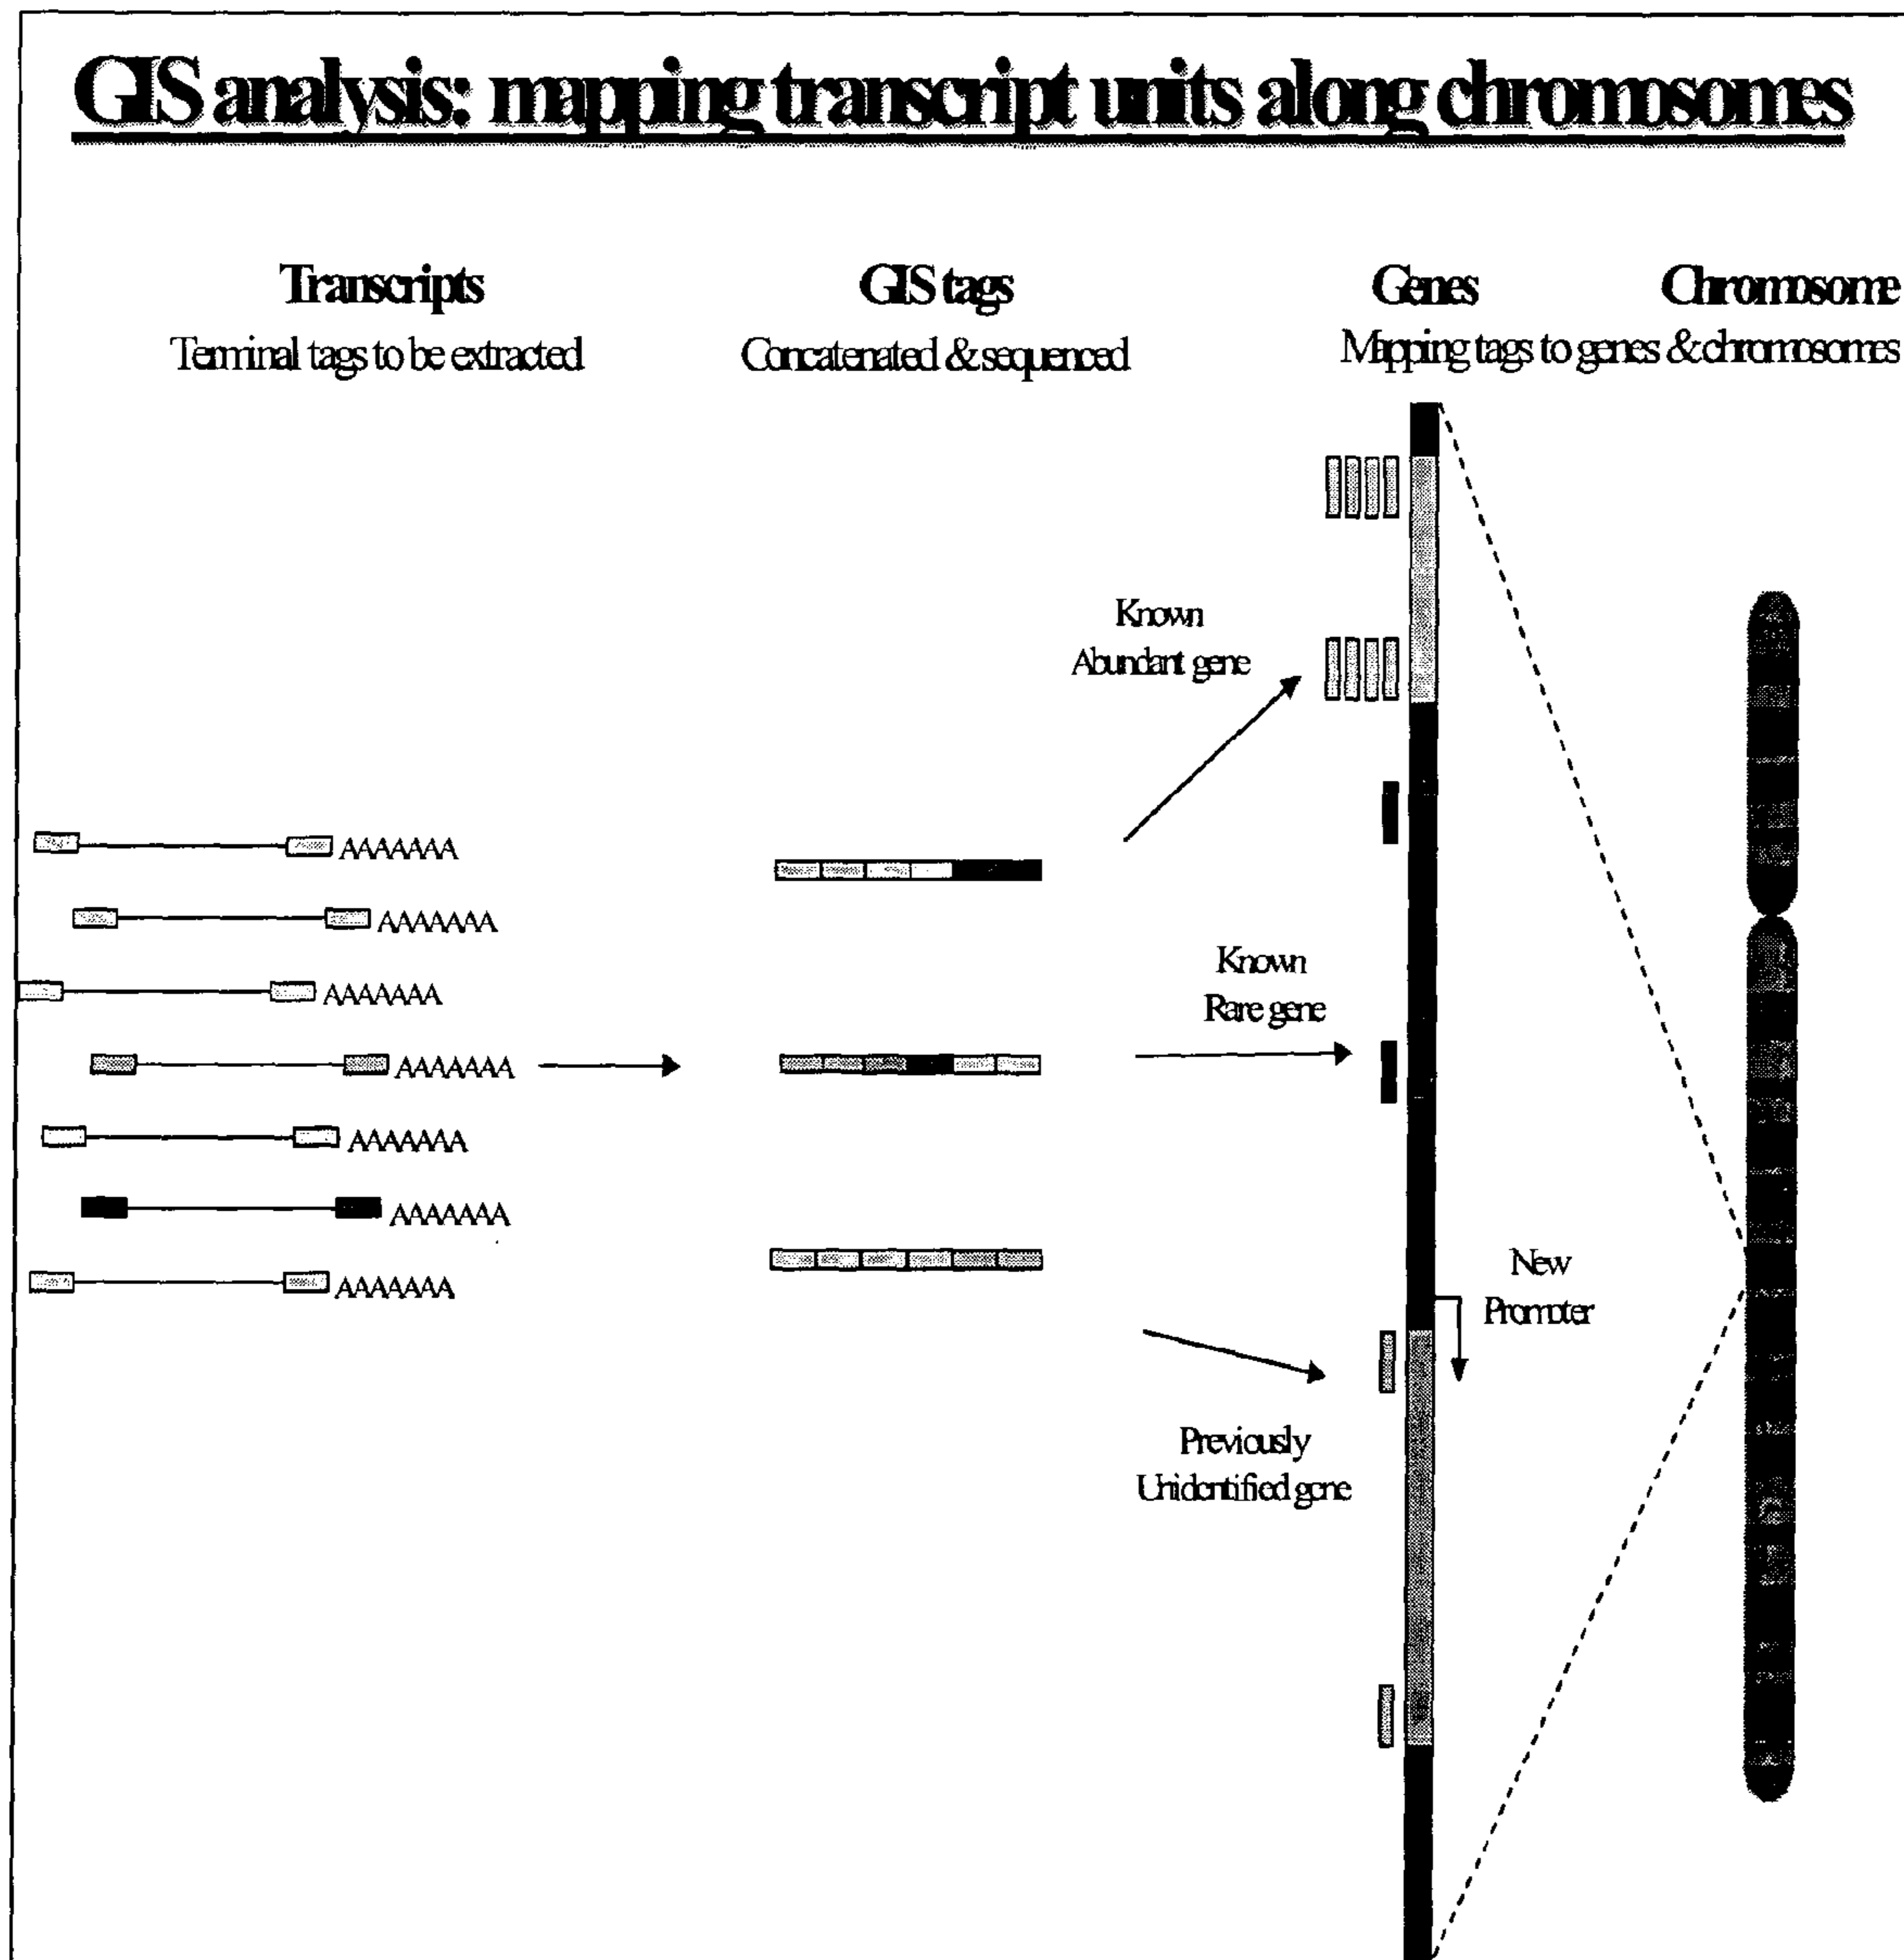 GIS analysis: mapping transcript units along chromosomes
Transcripts
Terminal tags to be extracted
GIS tags
Concatenated & sequenced
Genes
Chromosome
Mapping tags to genes & chromosomes
Known
Abundant gene
AAAAAAA
AAAAAAA
AAAAAAA
AAAAAAA
AAAAAAA
AAAAAAA
AAAAAAA
Known
Rare gene
New
Promoter
Previously
Unidentified gene